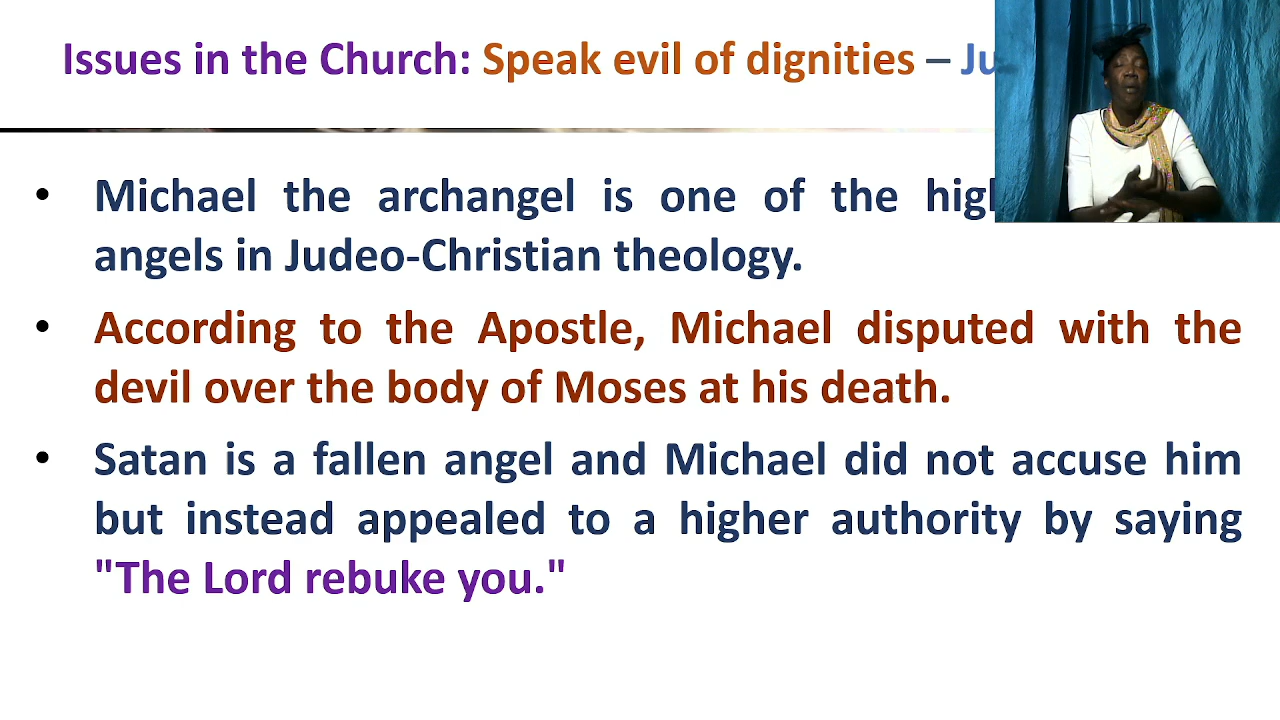 Issues in the Church: Speak evil of dignities –
• Michael the archangel is one of the
angels in Judeo-Christian theology.
• According to the Apostle, Michael disputed with the
devil over the body of Moses at his death.
• Satan is a fallen angel and Michael did not accuse him
but instead appealed to a higher authority by saying
"The Lord rebuke you."